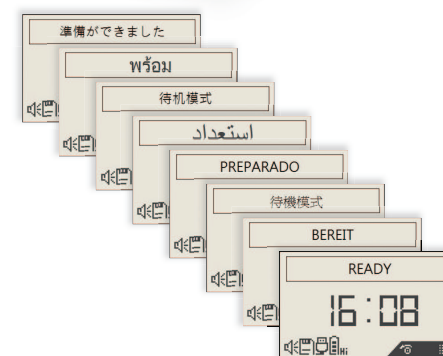 準備ができました
พร้อม
待机模式
استعداد
PREPARADO
待機模式
BEREIT
READY
16:08
Hi